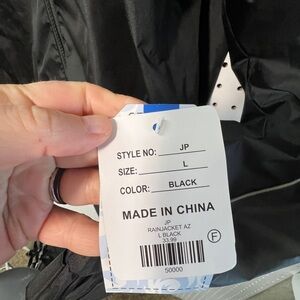 STYLE NO: JP
SIZE: L
COLOR: BLACK
MADE IN CHINA
JP
RAINJACKET AZ
L BLACK
33.99
F
50000